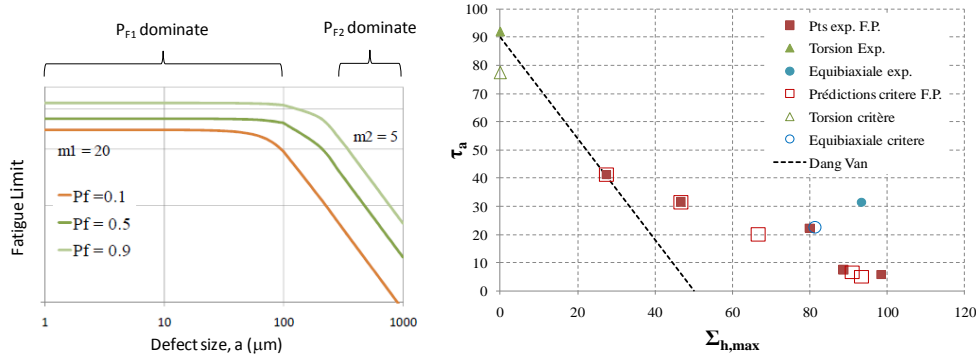 P_F1 dominate
P_F2 dominate
Fatigue Limit
m1 = 20
m2 = 5
Pf =0.1
Pf = 0.5
Pf = 0.9
1 10 100 1000
Defect size, a (μm)
τa
100
90
80
70
60
50
40
30
20
10
0
0 20 40 60 80 100 120
Σh,max
Pts exp. F.P.
Torsion Exp.
Equibiaxiale exp.
Prédictions critere F.P.
Torsion critère
Equibiaxiale critere
Dang Van